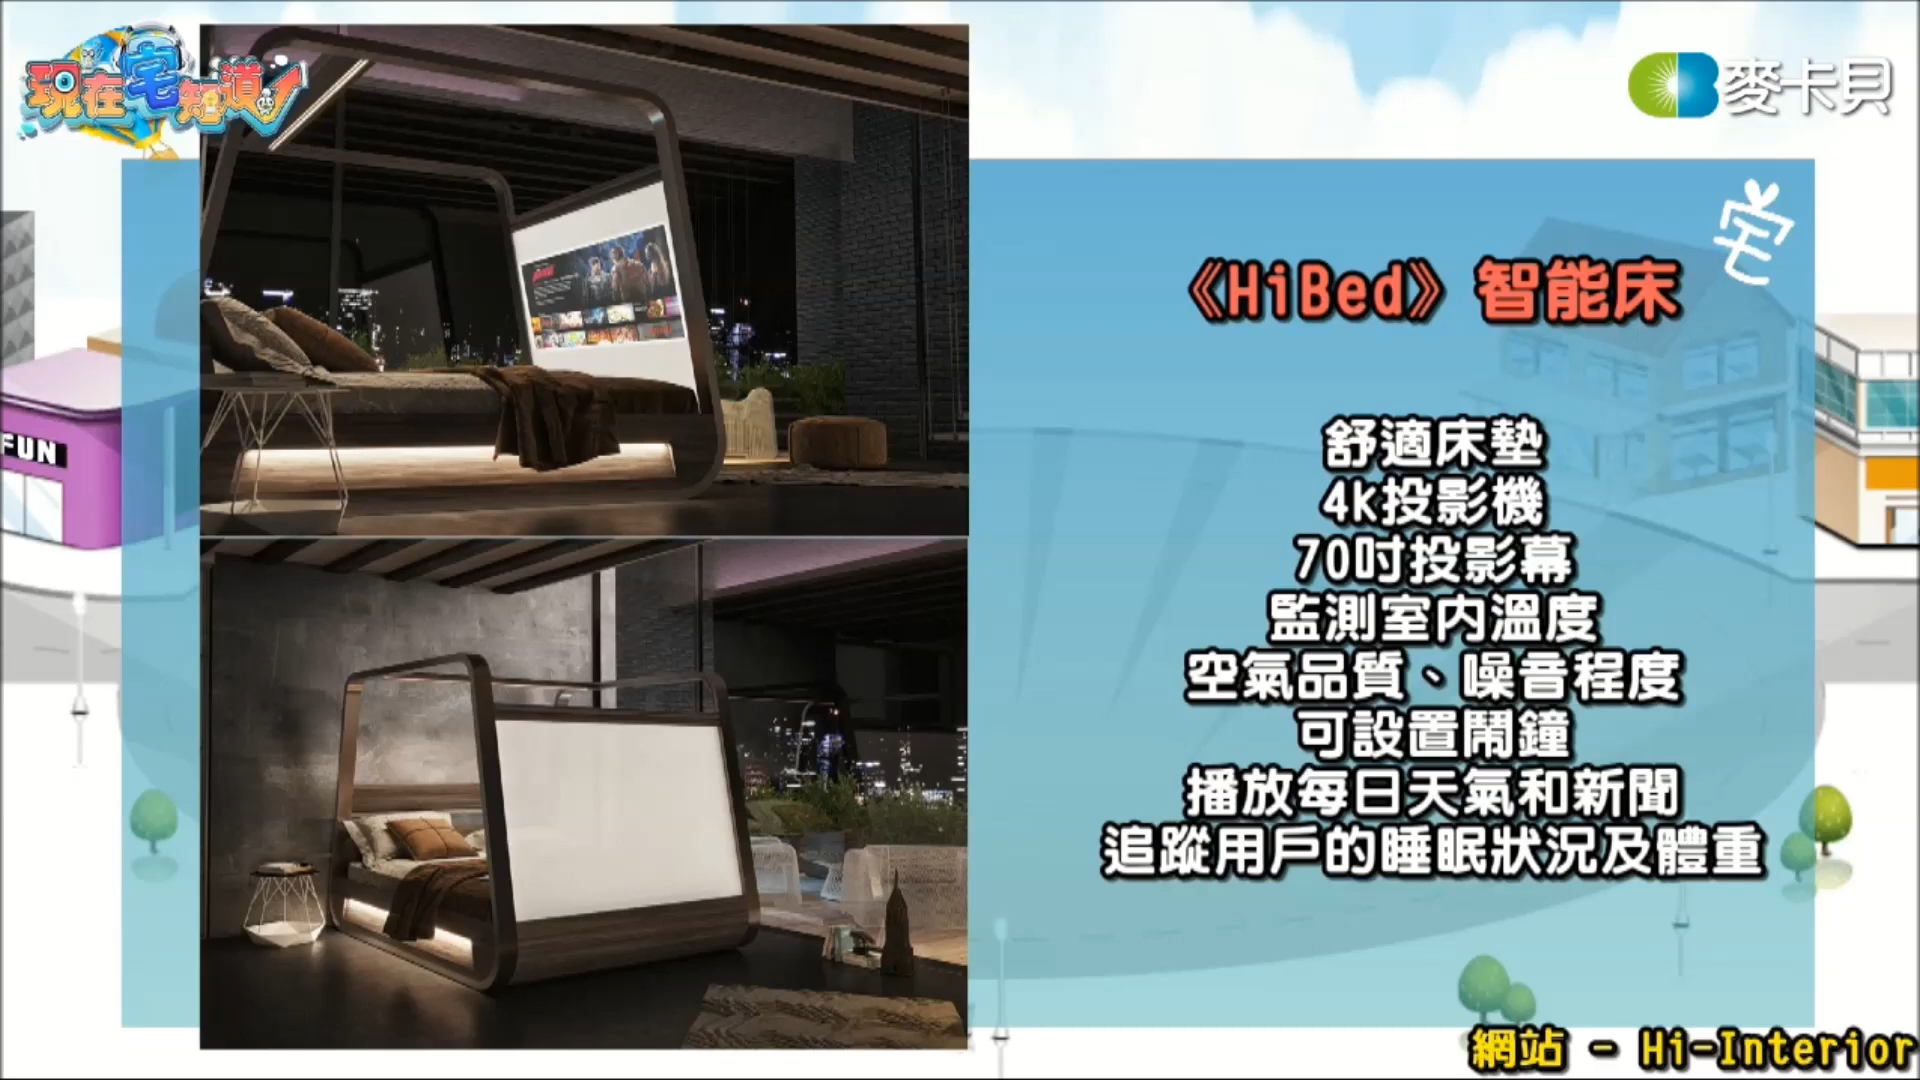 現在宅知道
麥卡貝
宅
《HiBed》智能床
FUN
舒適床墊
4k投影機
70吋投影幕
監測室內溫度
空氣品質、噪音程度
可設置鬧鐘
播放每日天氣和新聞
追蹤用戶的睡眠狀況及體重
網站 - Hi-Interior